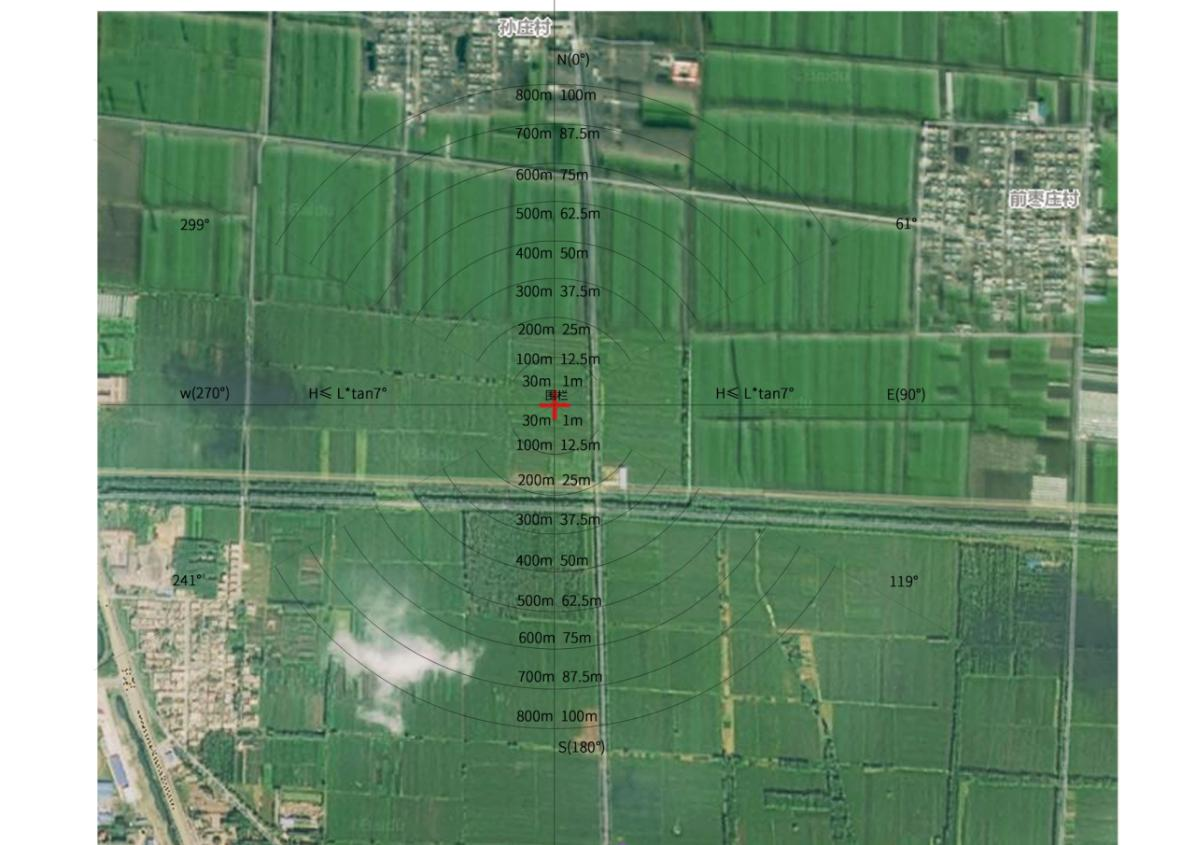 孙庄村
N(0°)
800m 100m
700m 87.5m
600m 75m
前枣庄村
500m 62.5m
299°
61°
400m 50m
300m 37.5m
200m 25m
100m 12.5m
30m 1m
w(270°)
H≤ L*tan7°
围栏
H≤ L*tan7°
E(90°)
30m 1m
100m 12.5m
200m 25m
300m 37.5m
400m 50m
241°
119°
500m 62.5m
600m 75m
700m 87.5m
800m 100m
S(180°)